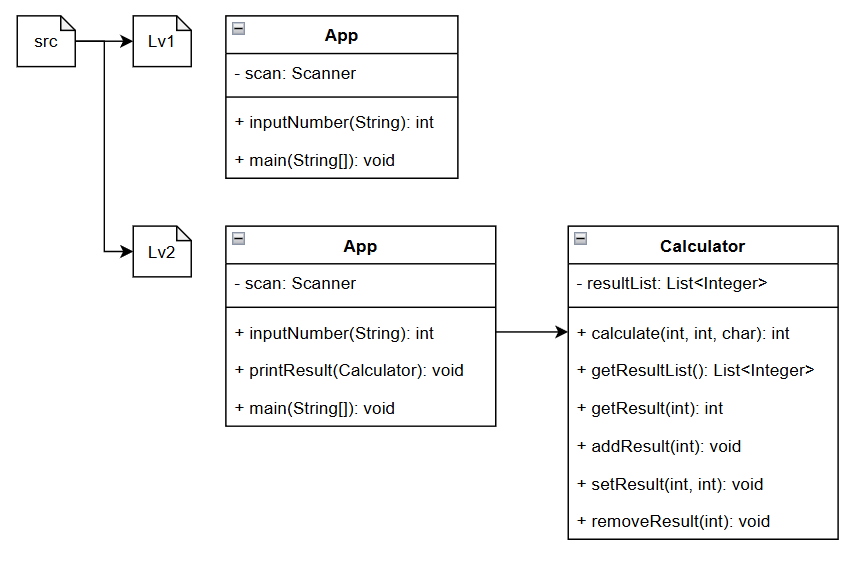 src
Lv1
App
- scan: Scanner
+ inputNumber(String): int
+ main(String[]): void
Lv2
App
- scan: Scanner
+ inputNumber(String): int
+ printResult(Calculator): void
+ main(String[]): void
Calculator
- resultList: List<Integer>
+ calculate(int, int, char): int
+ getResultList(): List<Integer>
+ getResult(int): int
+ addResult(int): void
+ setResult(int, int): void
+ removeResult(int): void